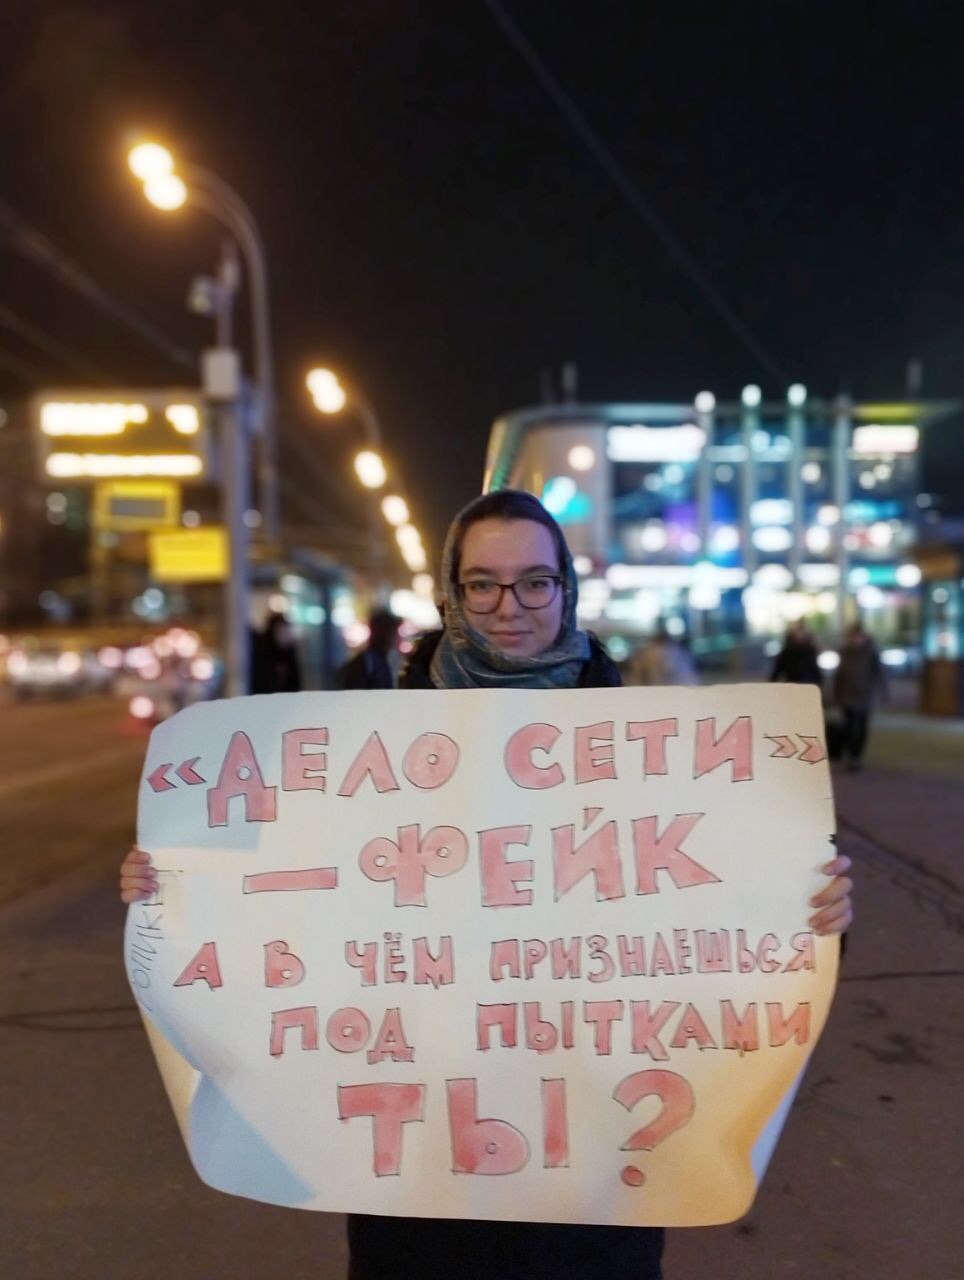 «ДЕЛО СЕТИ»
— ФЕЙК
А В ЧЁМ ПРИЗНАЕШЬСЯ
ПОД ПЫТКАМИ
ТЫ?